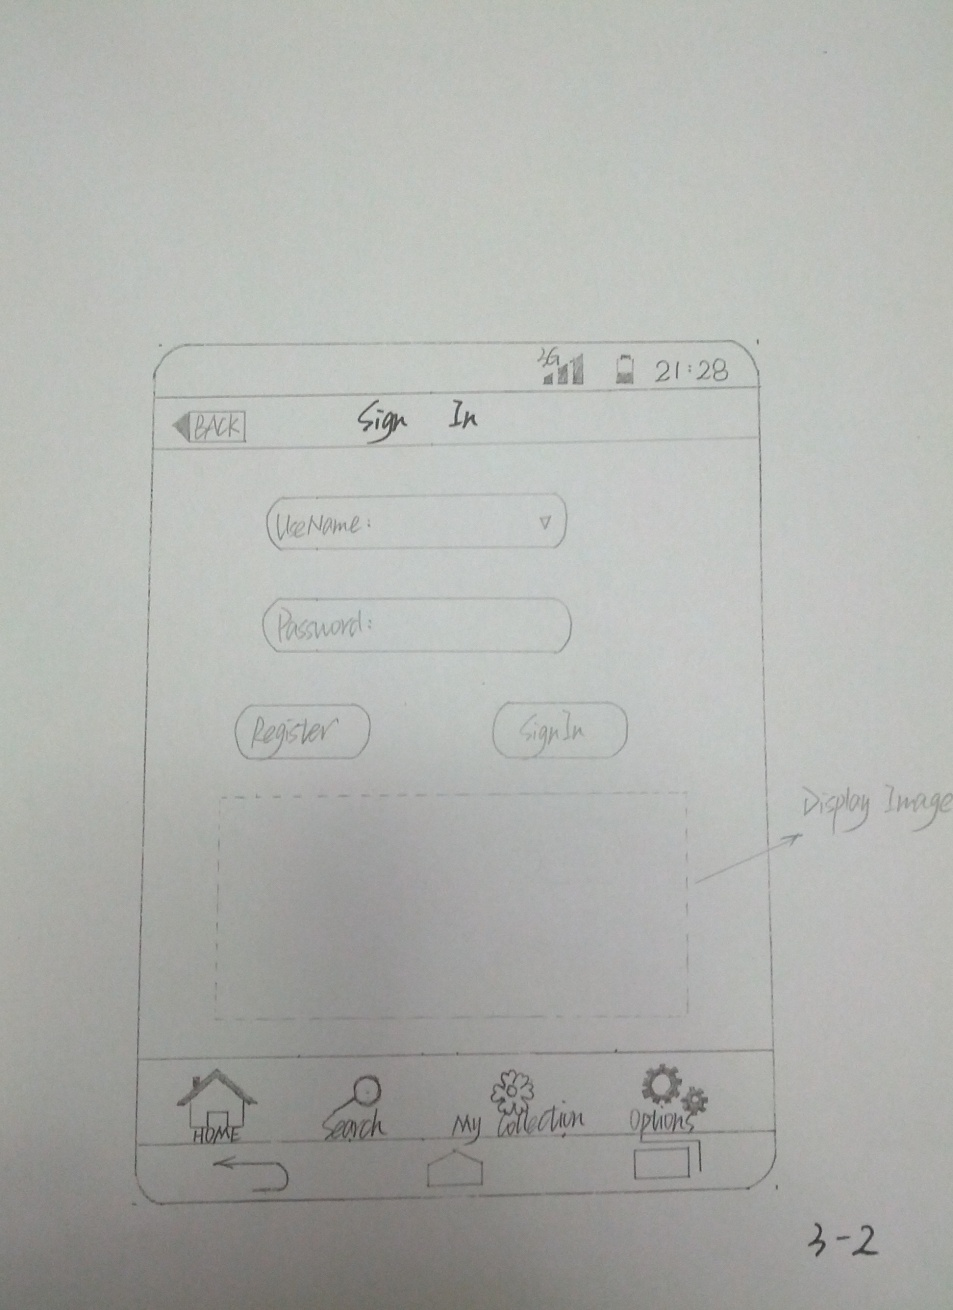 3G 21:28
BACK Sign In
UseName:
Password:
Register SignIn
Display Image
HOME Search My Collection Options
3-2